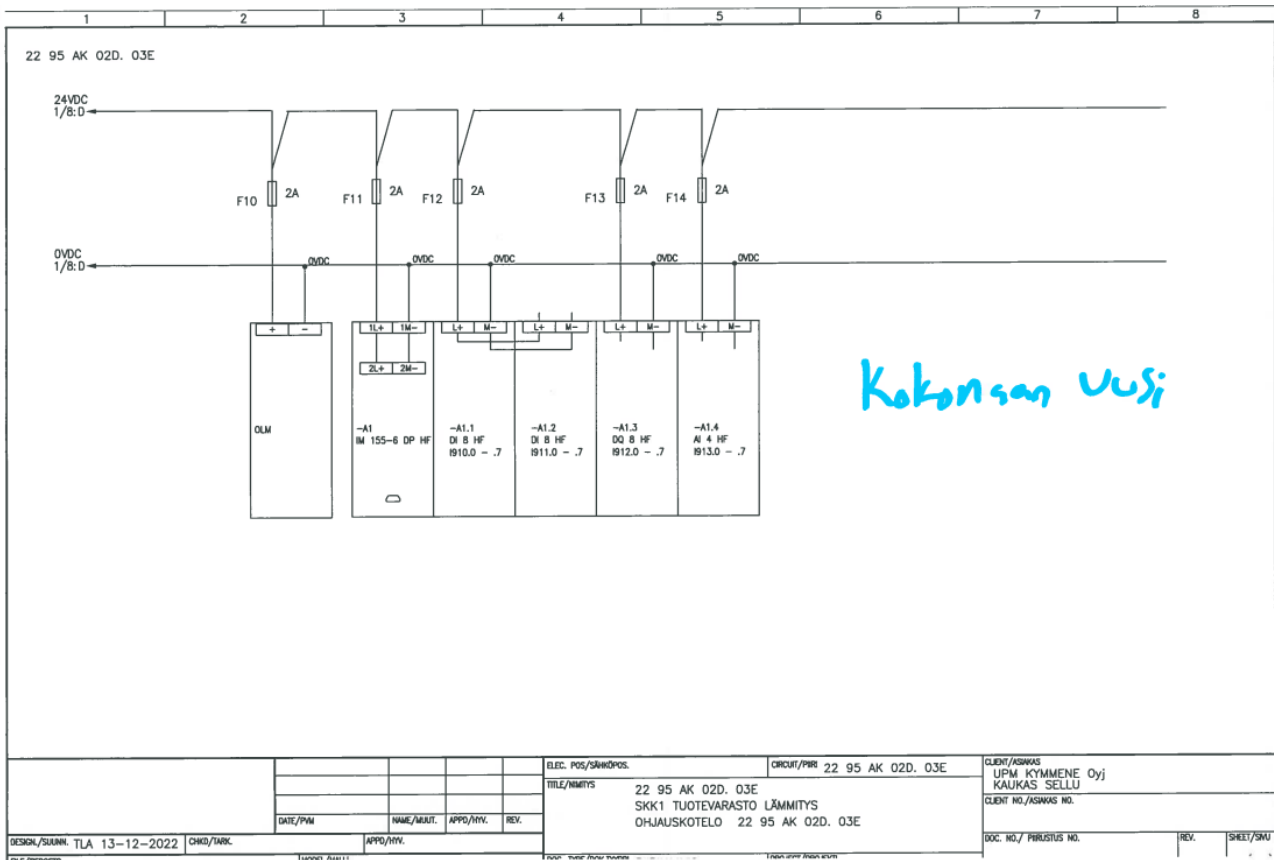 1 2 3 4 5 6 7 8
22 95 AK 02D. 03E
24VDC
1/8:D
F10 2A F11 2A F12 2A F13 2A F14 2A
0VDC
1/8:D
0VDC 0VDC 0VDC 0VDC 0VDC
+ - 1L+ 1M- L+ M- L+ M- L+ M- L+ M-
2L+ 2M-
Kokonaan Uusi
OLM
-A1
IM 155-6 DP HF
-A1.1
DI 8 HF
I910.0 - .7
-A1.2
DI 8 HF
I911.0 - .7
-A1.3
DQ 8 HF
I912.0 - .7
-A1.4
AI 4 HF
I913.0 - .7
DATE/PVM NAME/MUUT. APPD/HYV. REV.
DESIGN./SUUNN. TLA 13-12-2022 CHKD/TARK. APPD/HYV.
ELEC. POS/SÄHKÖPOS. CIRCUIT/PIIRI 22 95 AK 02D. 03E
TITLE/NIMITYS
22 95 AK 02D. 03E
SKK1 TUOTEVARASTO LÄMMITYS
OHJAUSKOTELO 22 95 AK 02D. 03E
CLIENT/ASIAKAS
UPM KYMMENE Oyj
KAUKAS SELLU
CLIENT NO./ASIAKAS NO.
DOC. NO./ PIIRUSTUS NO. REV. SHEET/SIVU